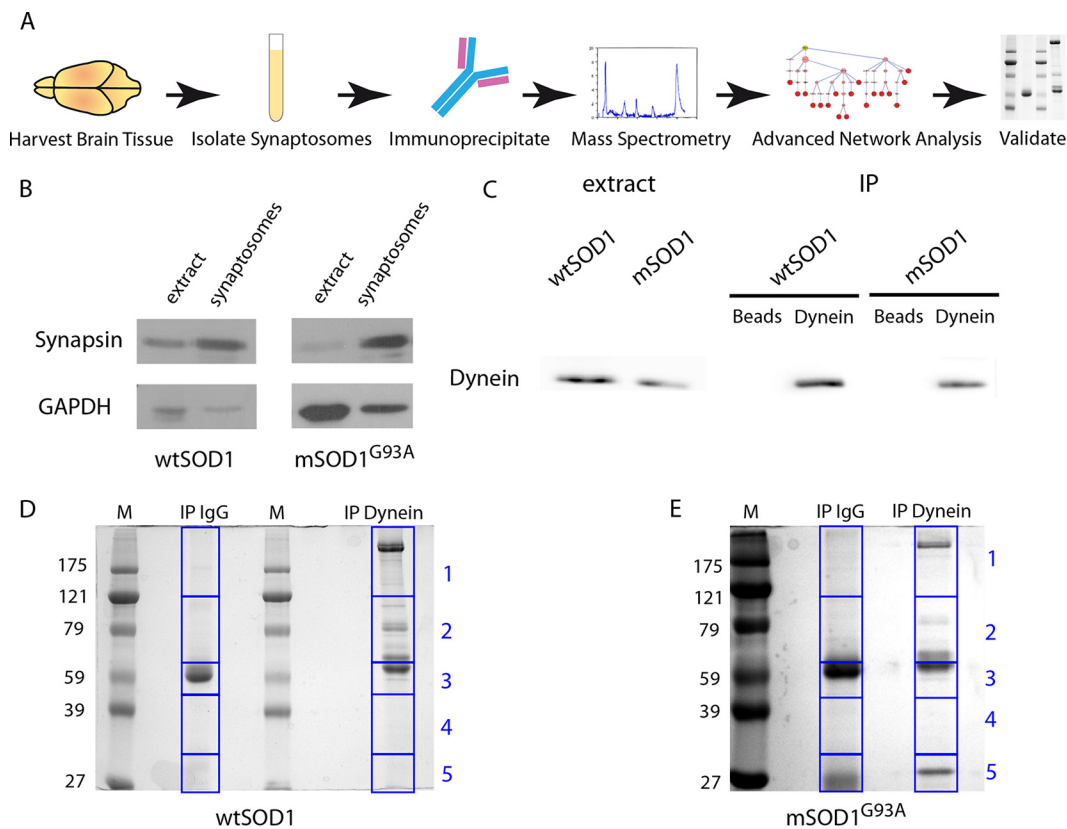 A
Harvest Brain Tissue
Isolate Synaptosomes
Immunoprecipitate
Mass Spectrometry
Advanced Network Analysis
Validate
B
extract
synaptosomes
extract
synaptosomes
Synapsin
GAPDH
wtSOD1
mSOD1G93A
C
extract
IP
wtSOD1
mSOD1
wtSOD1
mSOD1
Beads Dynein Beads Dynein
Dynein
D
M IP IgG M IP Dynein
175
121
79
59
39
27
1
2
3
4
5
wtSOD1
E
M IP IgG IP Dynein
175
121
79
59
39
27
1
2
3
4
5
mSOD1G93A